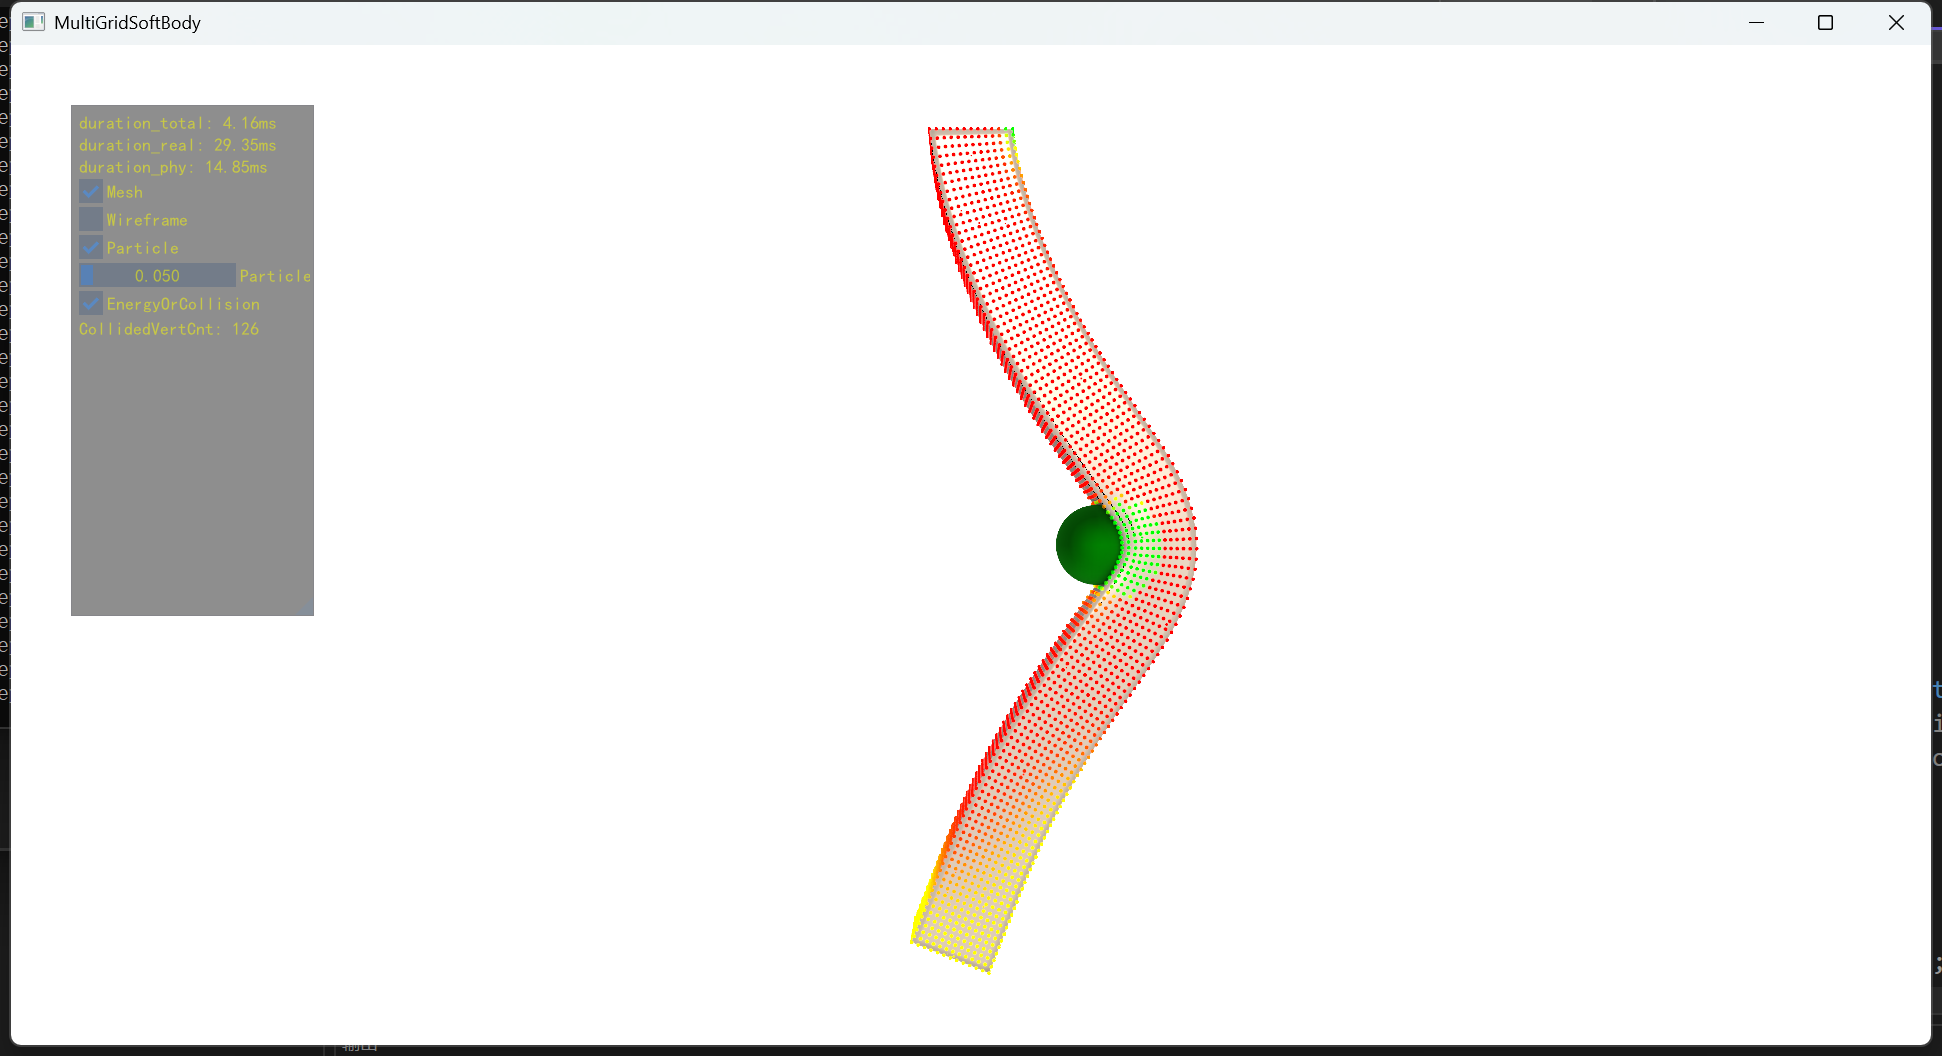 MultiGridSoftBody
duration_total: 4.16ms
duration_real: 29.35ms
duration_phy: 14.85ms
Mesh
Wireframe
Particle
0.050 Particle
EnergyOrCollision
CollidedVertCnt: 126